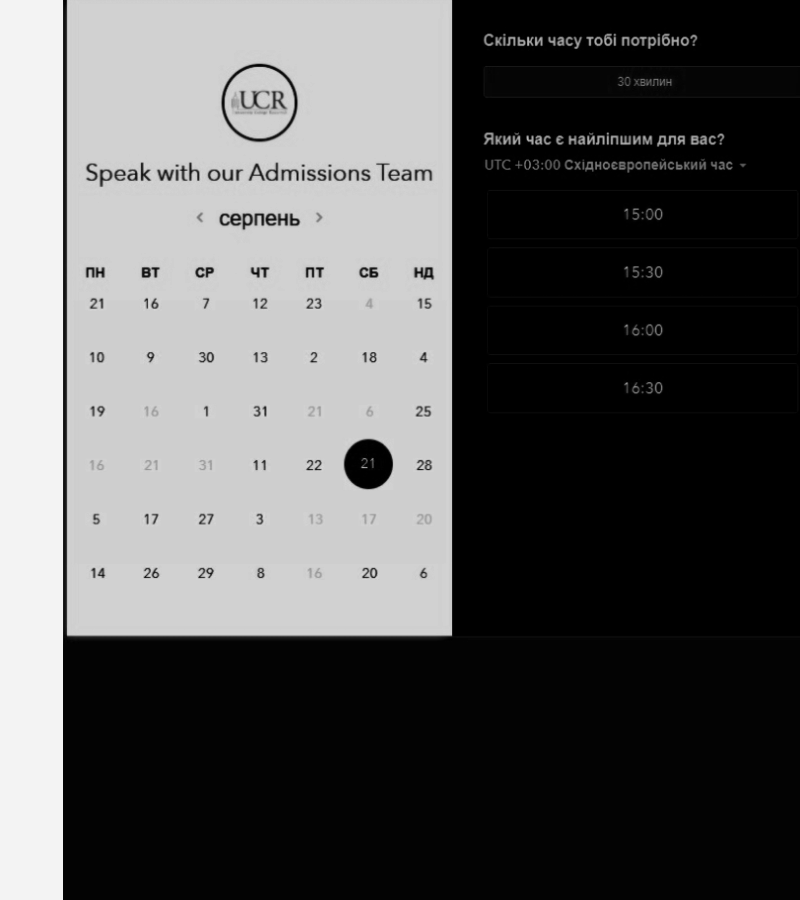 UCR
Speak with our Admissions Team
серпень
ПН ВТ СР ЧТ ПТ СБ НД
21 16 7 12 23 4 15
10 9 30 13 2 18 4
19 16 1 31 21 6 25
16 21 31 11 22 21 28
5 17 27 3 13 17 20
14 26 29 8 16 20 6
Скільки часу тобі потрібно?
30 хвилин
Який час є найліпшим для вас?
UTC +03:00 Східноєвропейський час
15:00
15:30
16:00
16:30